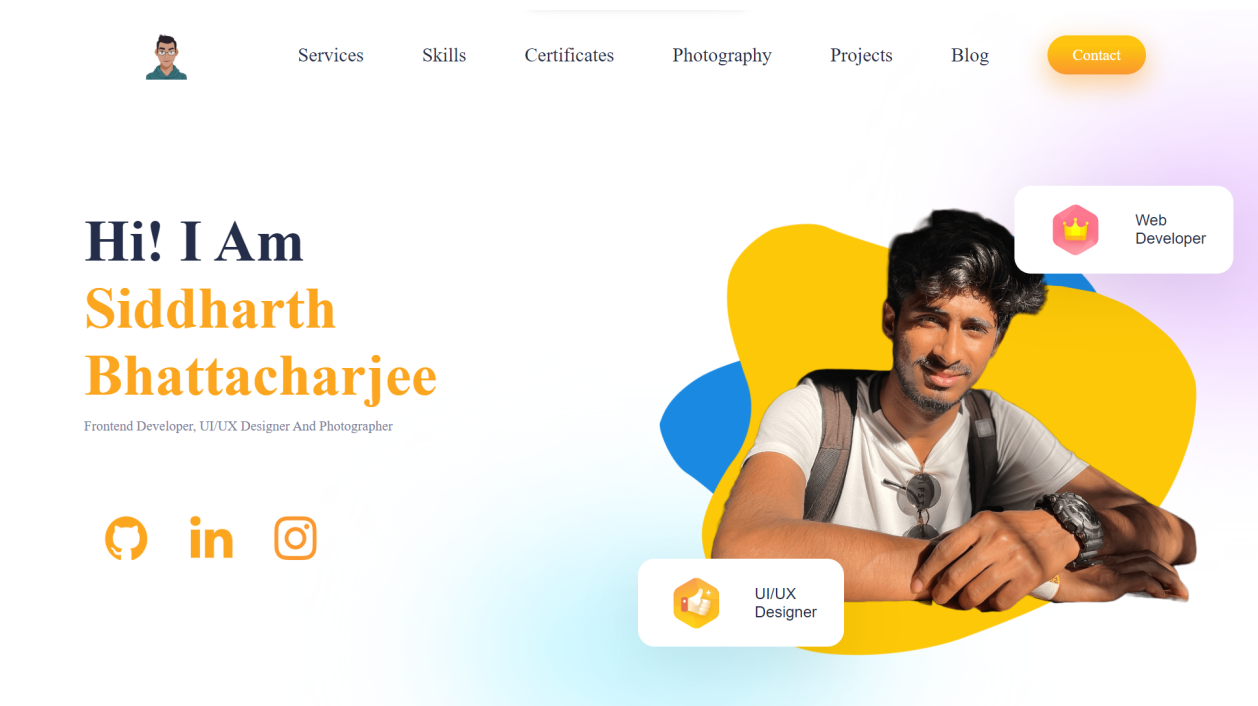 Services Skills Certificates Photography Projects Blog Contact
Hi! I Am
Siddharth
Bhattacharjee
Frontend Developer, UI/UX Designer And Photographer
Web
Developer
UI/UX
Designer